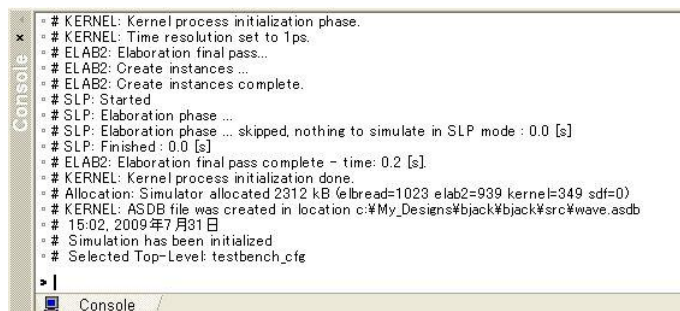 # KERNEL: Kernel process initialization phase.
# KERNEL: Time resolution set to 1ps.
# ELAB2: Elaboration final pass...
# ELAB2: Create instances ...
# ELAB2: Create instances complete.
# SLP: Started
# SLP: Elaboration phase ...
# SLP: Elaboration phase ... skipped, nothing to simulate in SLP mode : 0.0 [s]
# SLP: Finished : 0.0 [s]
# ELAB2: Elaboration final pass complete - time: 0.2 [s].
# KERNEL: Kernel process initialization done.
# Allocation: Simulator allocated 2312 kB (elbread=1023 elab2=939 kernel=349 sdf=0)
# KERNEL: ASDB file was created in location c:¥My_Designs¥bjack¥bjack¥src¥wave.asdb
# 15:02, 2009年7月31日
# Simulation has been initialized
# Selected Top-Level: testbench_cfg
>
Console
Console